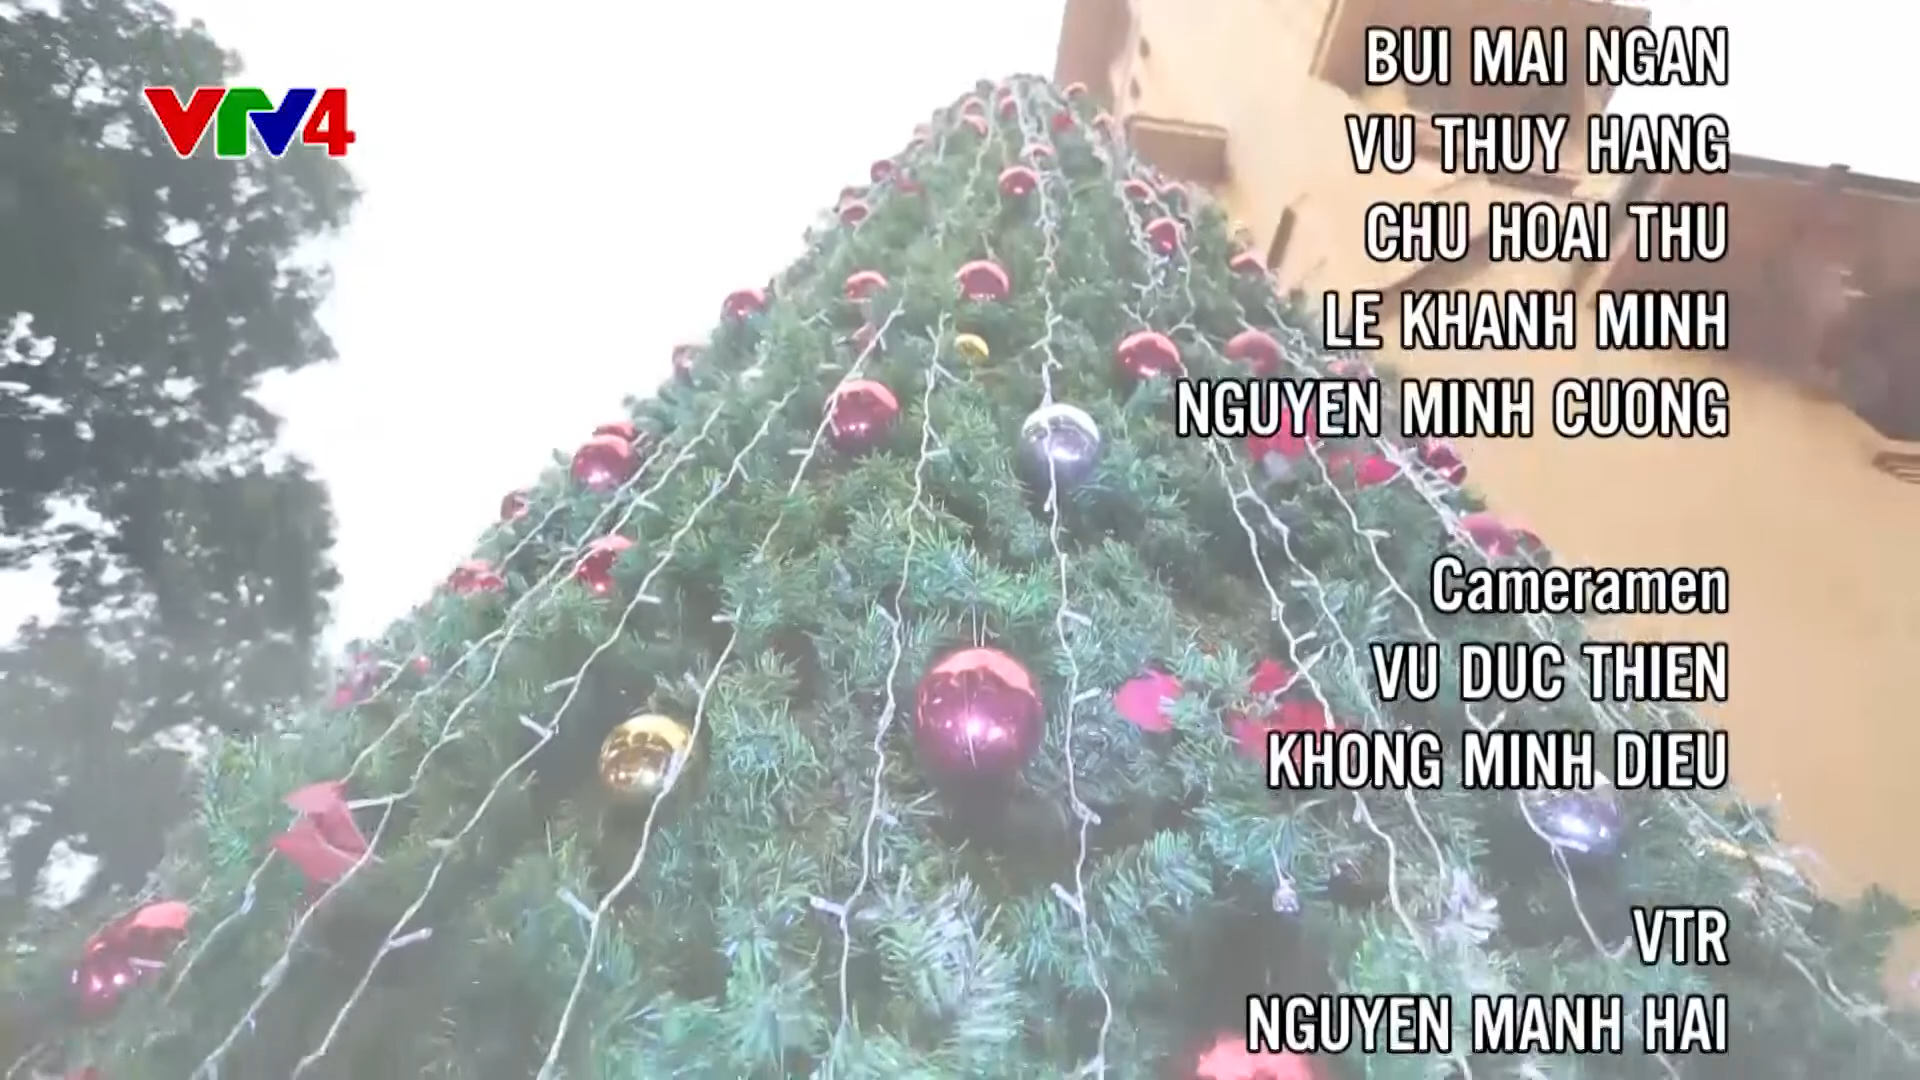 VTV4
BUI MAI NGAN
VU THUY HANG
CHU HOAI THU
LE KHANH MINH
NGUYEN MINH CUONG
Cameramen
VU DUC THIEN
KHONG MINH DIEU
VTR
NGUYEN MANH HAI